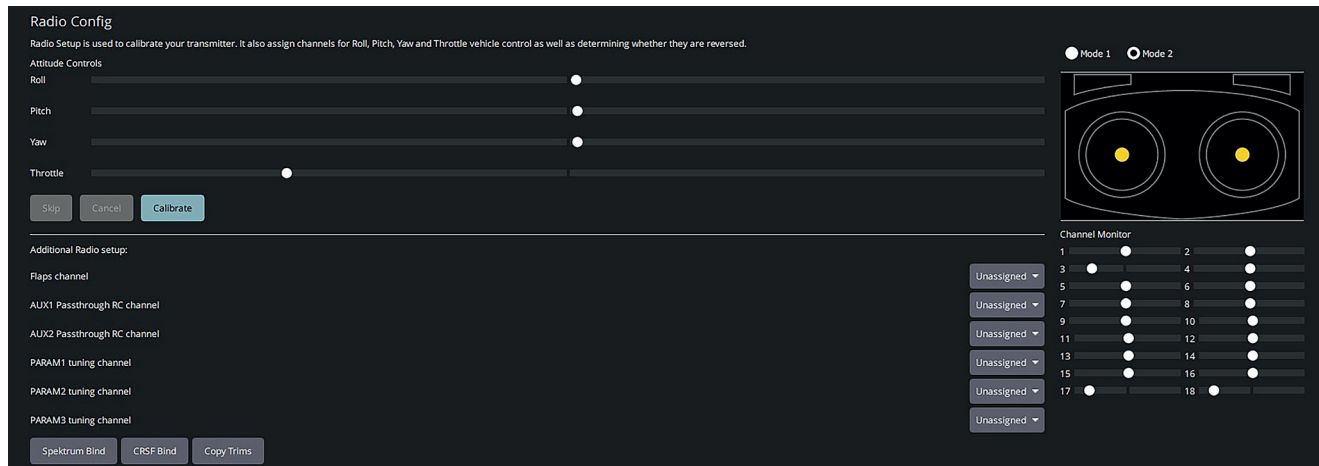 Radio Config
Radio Setup is used to calibrate your transmitter. It also assign channels for Roll, Pitch, Yaw and Throttle vehicle control as well as determining whether they are reversed.
Attitude Controls
Roll
Pitch
Yaw
Throttle
Skip Cancel Calibrate
Additional Radio setup:
Flaps channel Unassigned
AUX1 Passthrough RC channel Unassigned
AUX2 Passthrough RC channel Unassigned
PARAM1 tuning channel Unassigned
PARAM2 tuning channel Unassigned
PARAM3 tuning channel Unassigned
Spektrum Bind CRSF Bind Copy Trims
Mode 1 Mode 2
Channel Monitor
1 2
3 4
5 6
7 8
9 10
11 12
13 14
15 16
17 18